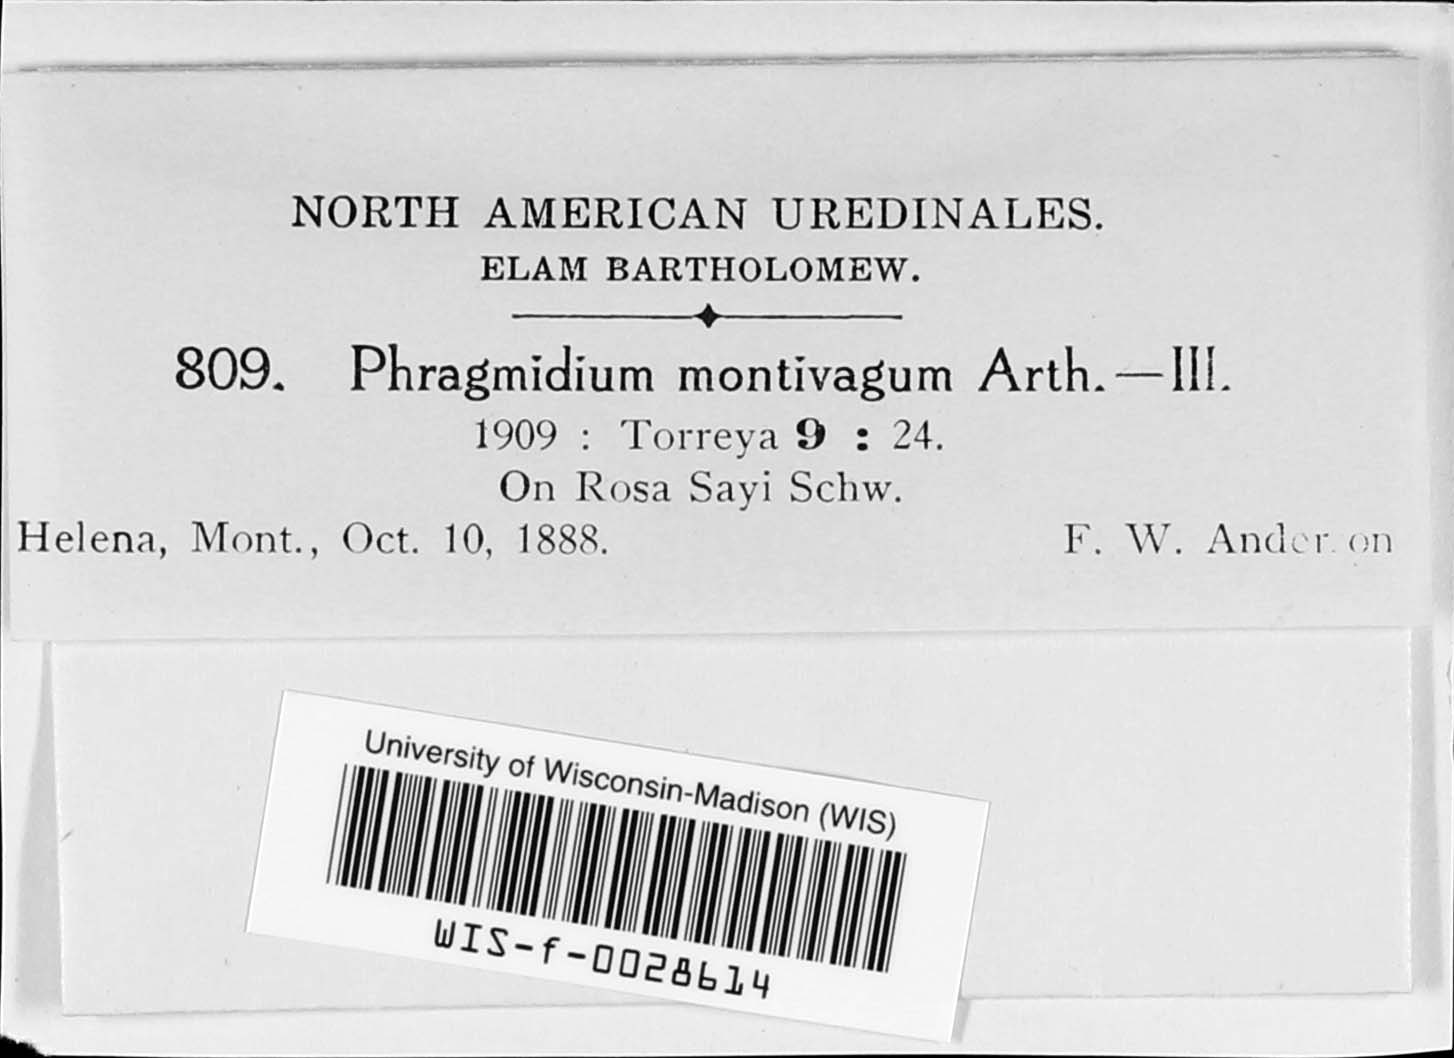 NORTH AMERICAN UREDINALES.
ELAM BARTHOLOMEW.
809. Phragmidium montivagum Arth.—III.
1909 : Torreya 9 : 24.
On Rosa Sayi Schw.
Helena, Mont., Oct. 10, 1888. F. W. Anderson
University of Wisconsin-Madison (WIS)
WIS-f-0028614